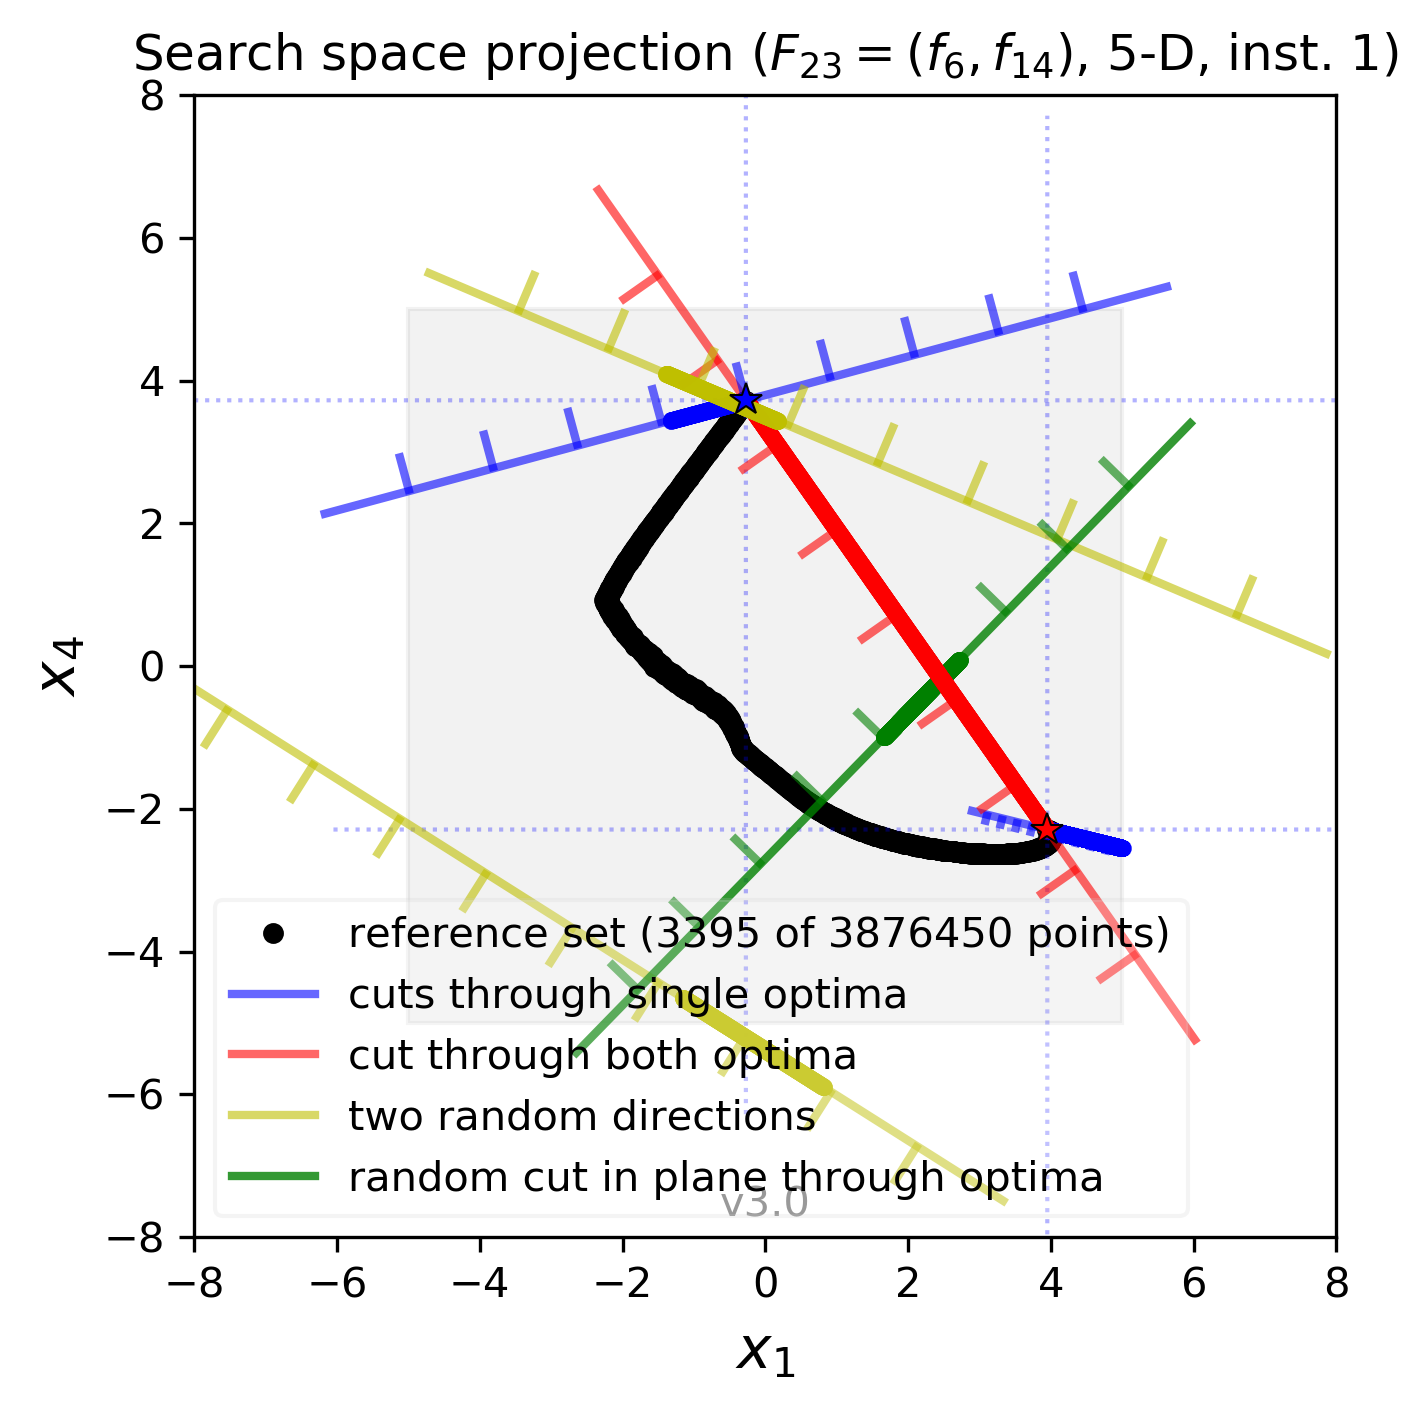 Search space projection (F23 = (f6, f14), 5-D, inst. 1)
8
6
4
2
0
−2
−4
−6
−8
x4
reference set (3395 of 3876450 points)
cuts through single optima
cut through both optima
two random directions
random cut in plane through optima
v3.0
−8 −6 −4 −2 0 2 4 6 8
x1